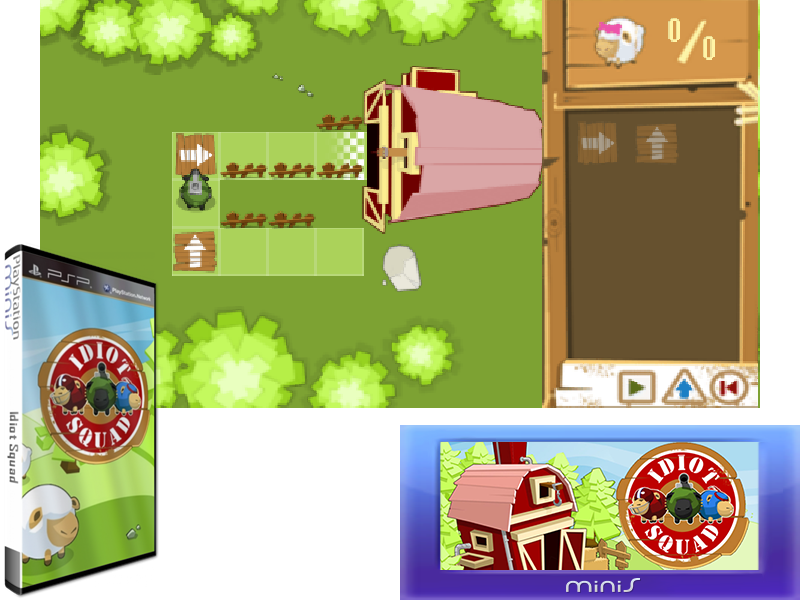 %
PlayStation
minis
PSP
PlayStation Network
IDIOT
SQUAD
Idiot Squad
IDIOT
SQUAD
minis